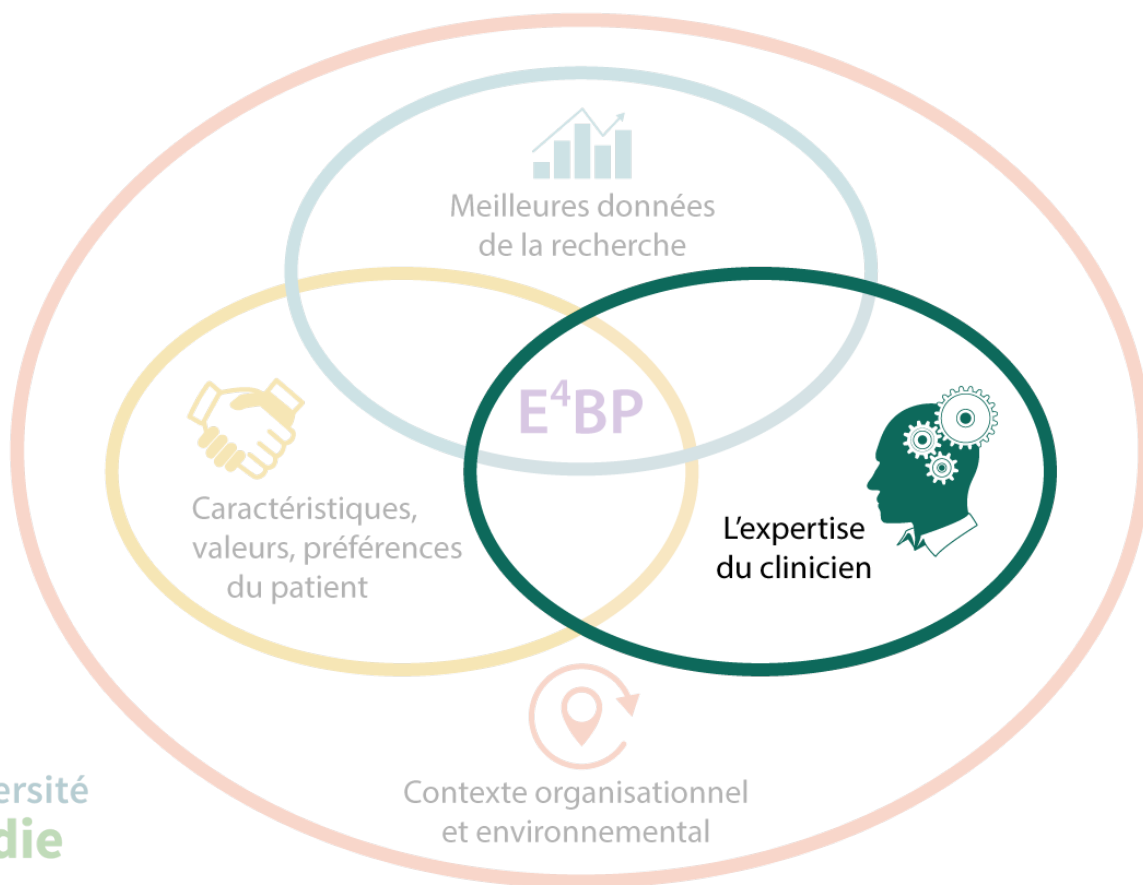 Meilleures données
de la recherche
E⁴BP
Caractéristiques,
valeurs, préférences
du patient
L’expertise
du clinicien
Contexte organisationnel
et environnemental
ersité
die